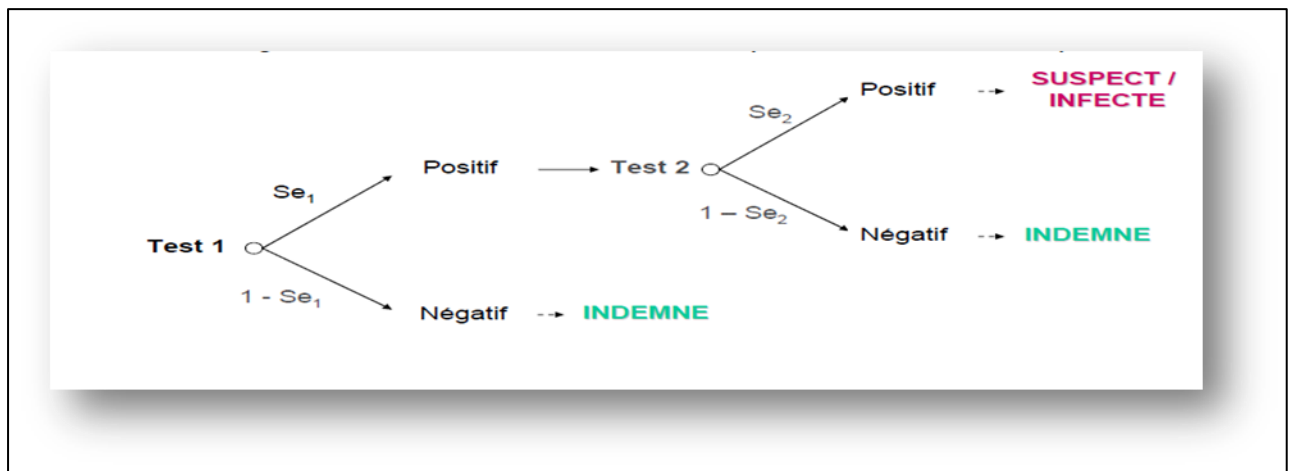 SUSPECT /
INFECTE
Positif
Se₂
Positif
Test 2
Se₁
1 – Se₂
Négatif
INDEMNE
Test 1
1 - Se₁
Négatif
INDEMNE